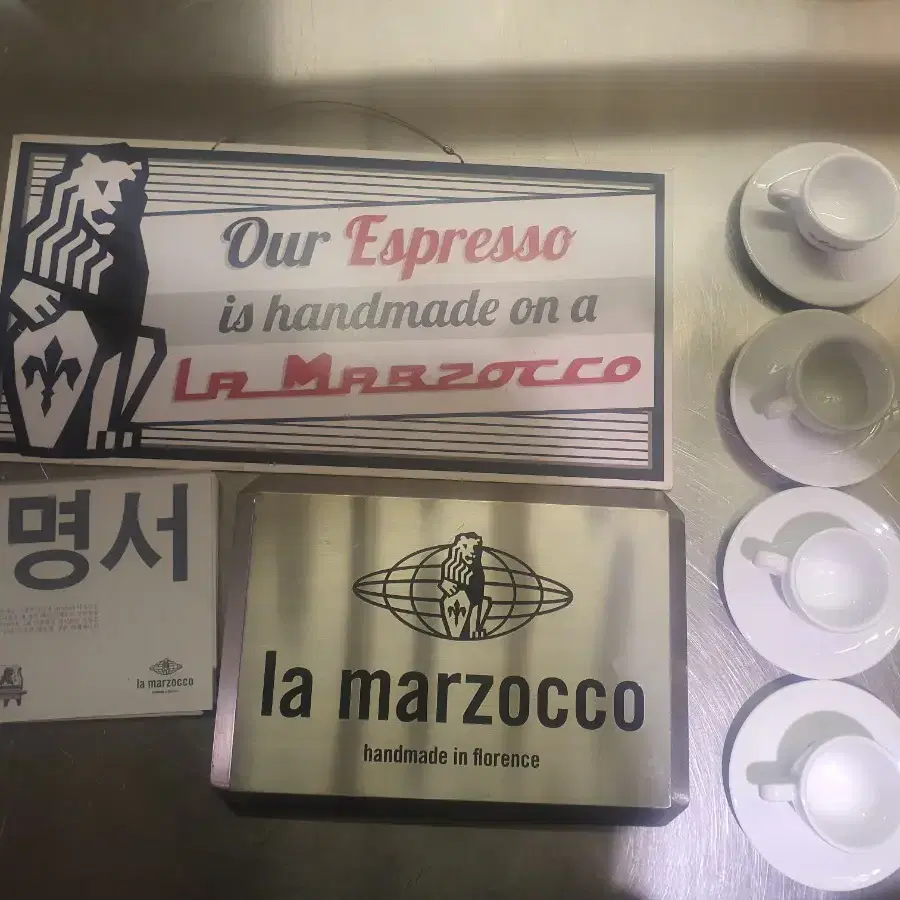 Our Espresso
is handmade on a
La Marzocco
명서
la marzocco
la marzocco
handmade in florence